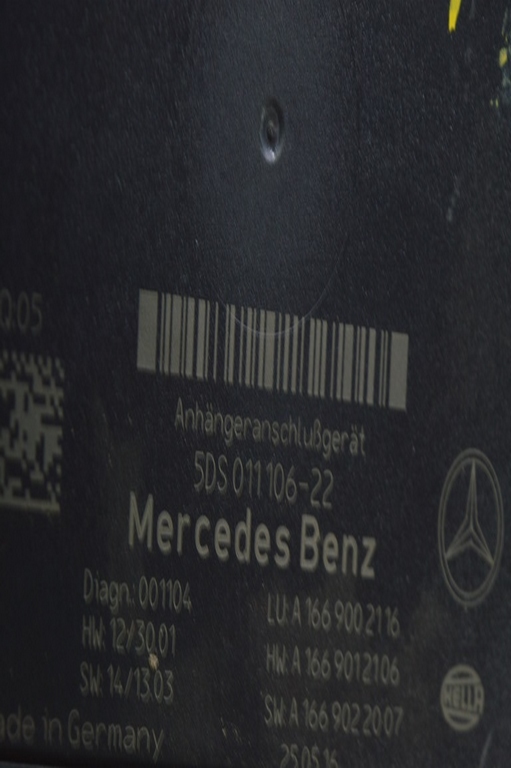 Q05
Anhängeranschlußgerät
5DS 011 106-22
Mercedes Benz
Diagn.: 001104
HW: 12/30.01
SW: 14/13.03
LU: A 166 900 21 16
HW: A 166 901 21 06
SW: A 166 902 20 07
HELLA
ade in Germany
25.05.16